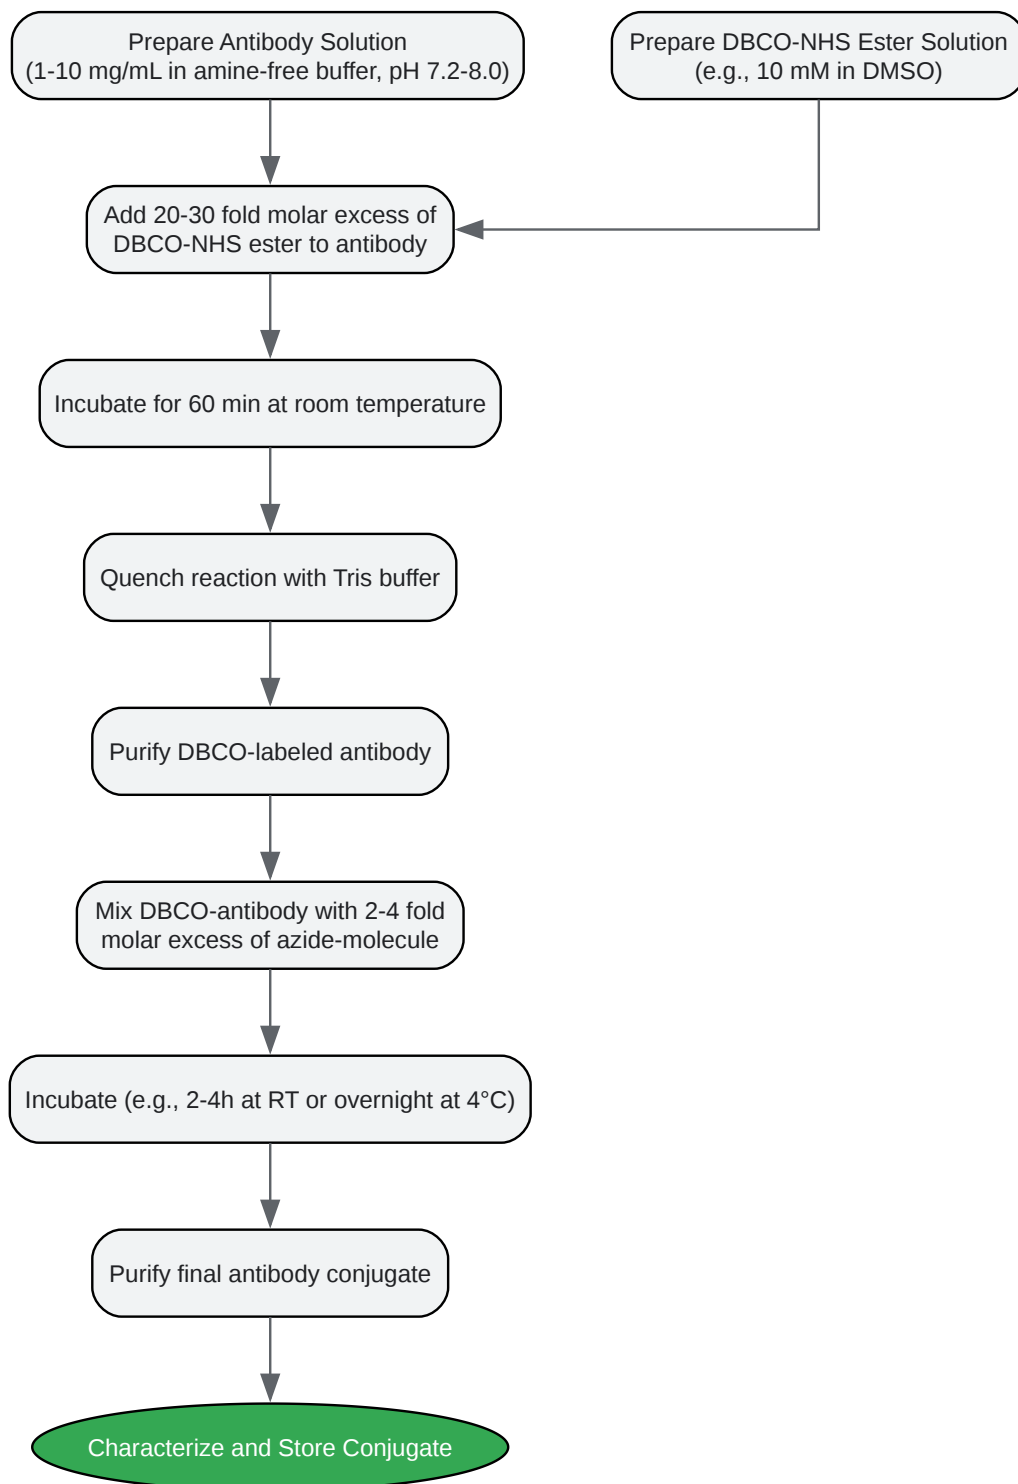 Prepare Antibody Solution
(1-10 mg/mL in amine-free buffer, pH 7.2-8.0)
Prepare DBCO-NHS Ester Solution
(e.g., 10 mM in DMSO)
Add 20-30 fold molar excess of
DBCO-NHS ester to antibody
Incubate for 60 min at room temperature
Quench reaction with Tris buffer
Purify DBCO-labeled antibody
Mix DBCO-antibody with 2-4 fold
molar excess of azide-molecule
Incubate (e.g., 2-4h at RT or overnight at 4°C)
Purify final antibody conjugate
Characterize and Store Conjugate